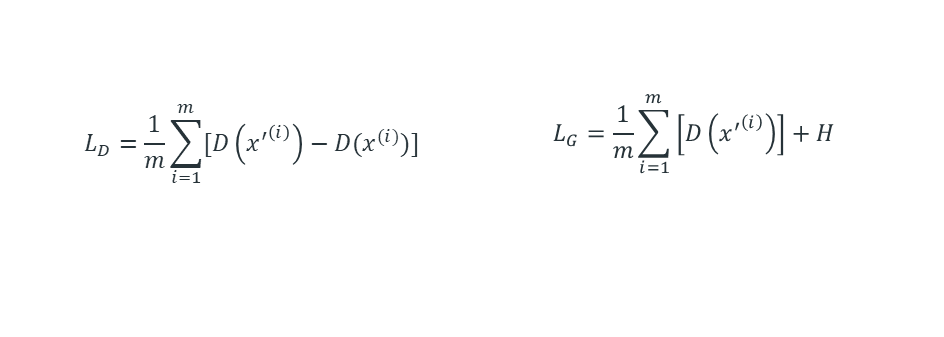 L_D = \frac{1}{m} \sum_{i=1}^{m} [D(x'^{(i)}) − D(x^{(i)})]
L_G = \frac{1}{m} \sum_{i=1}^{m} [D(x'^{(i)})] + H